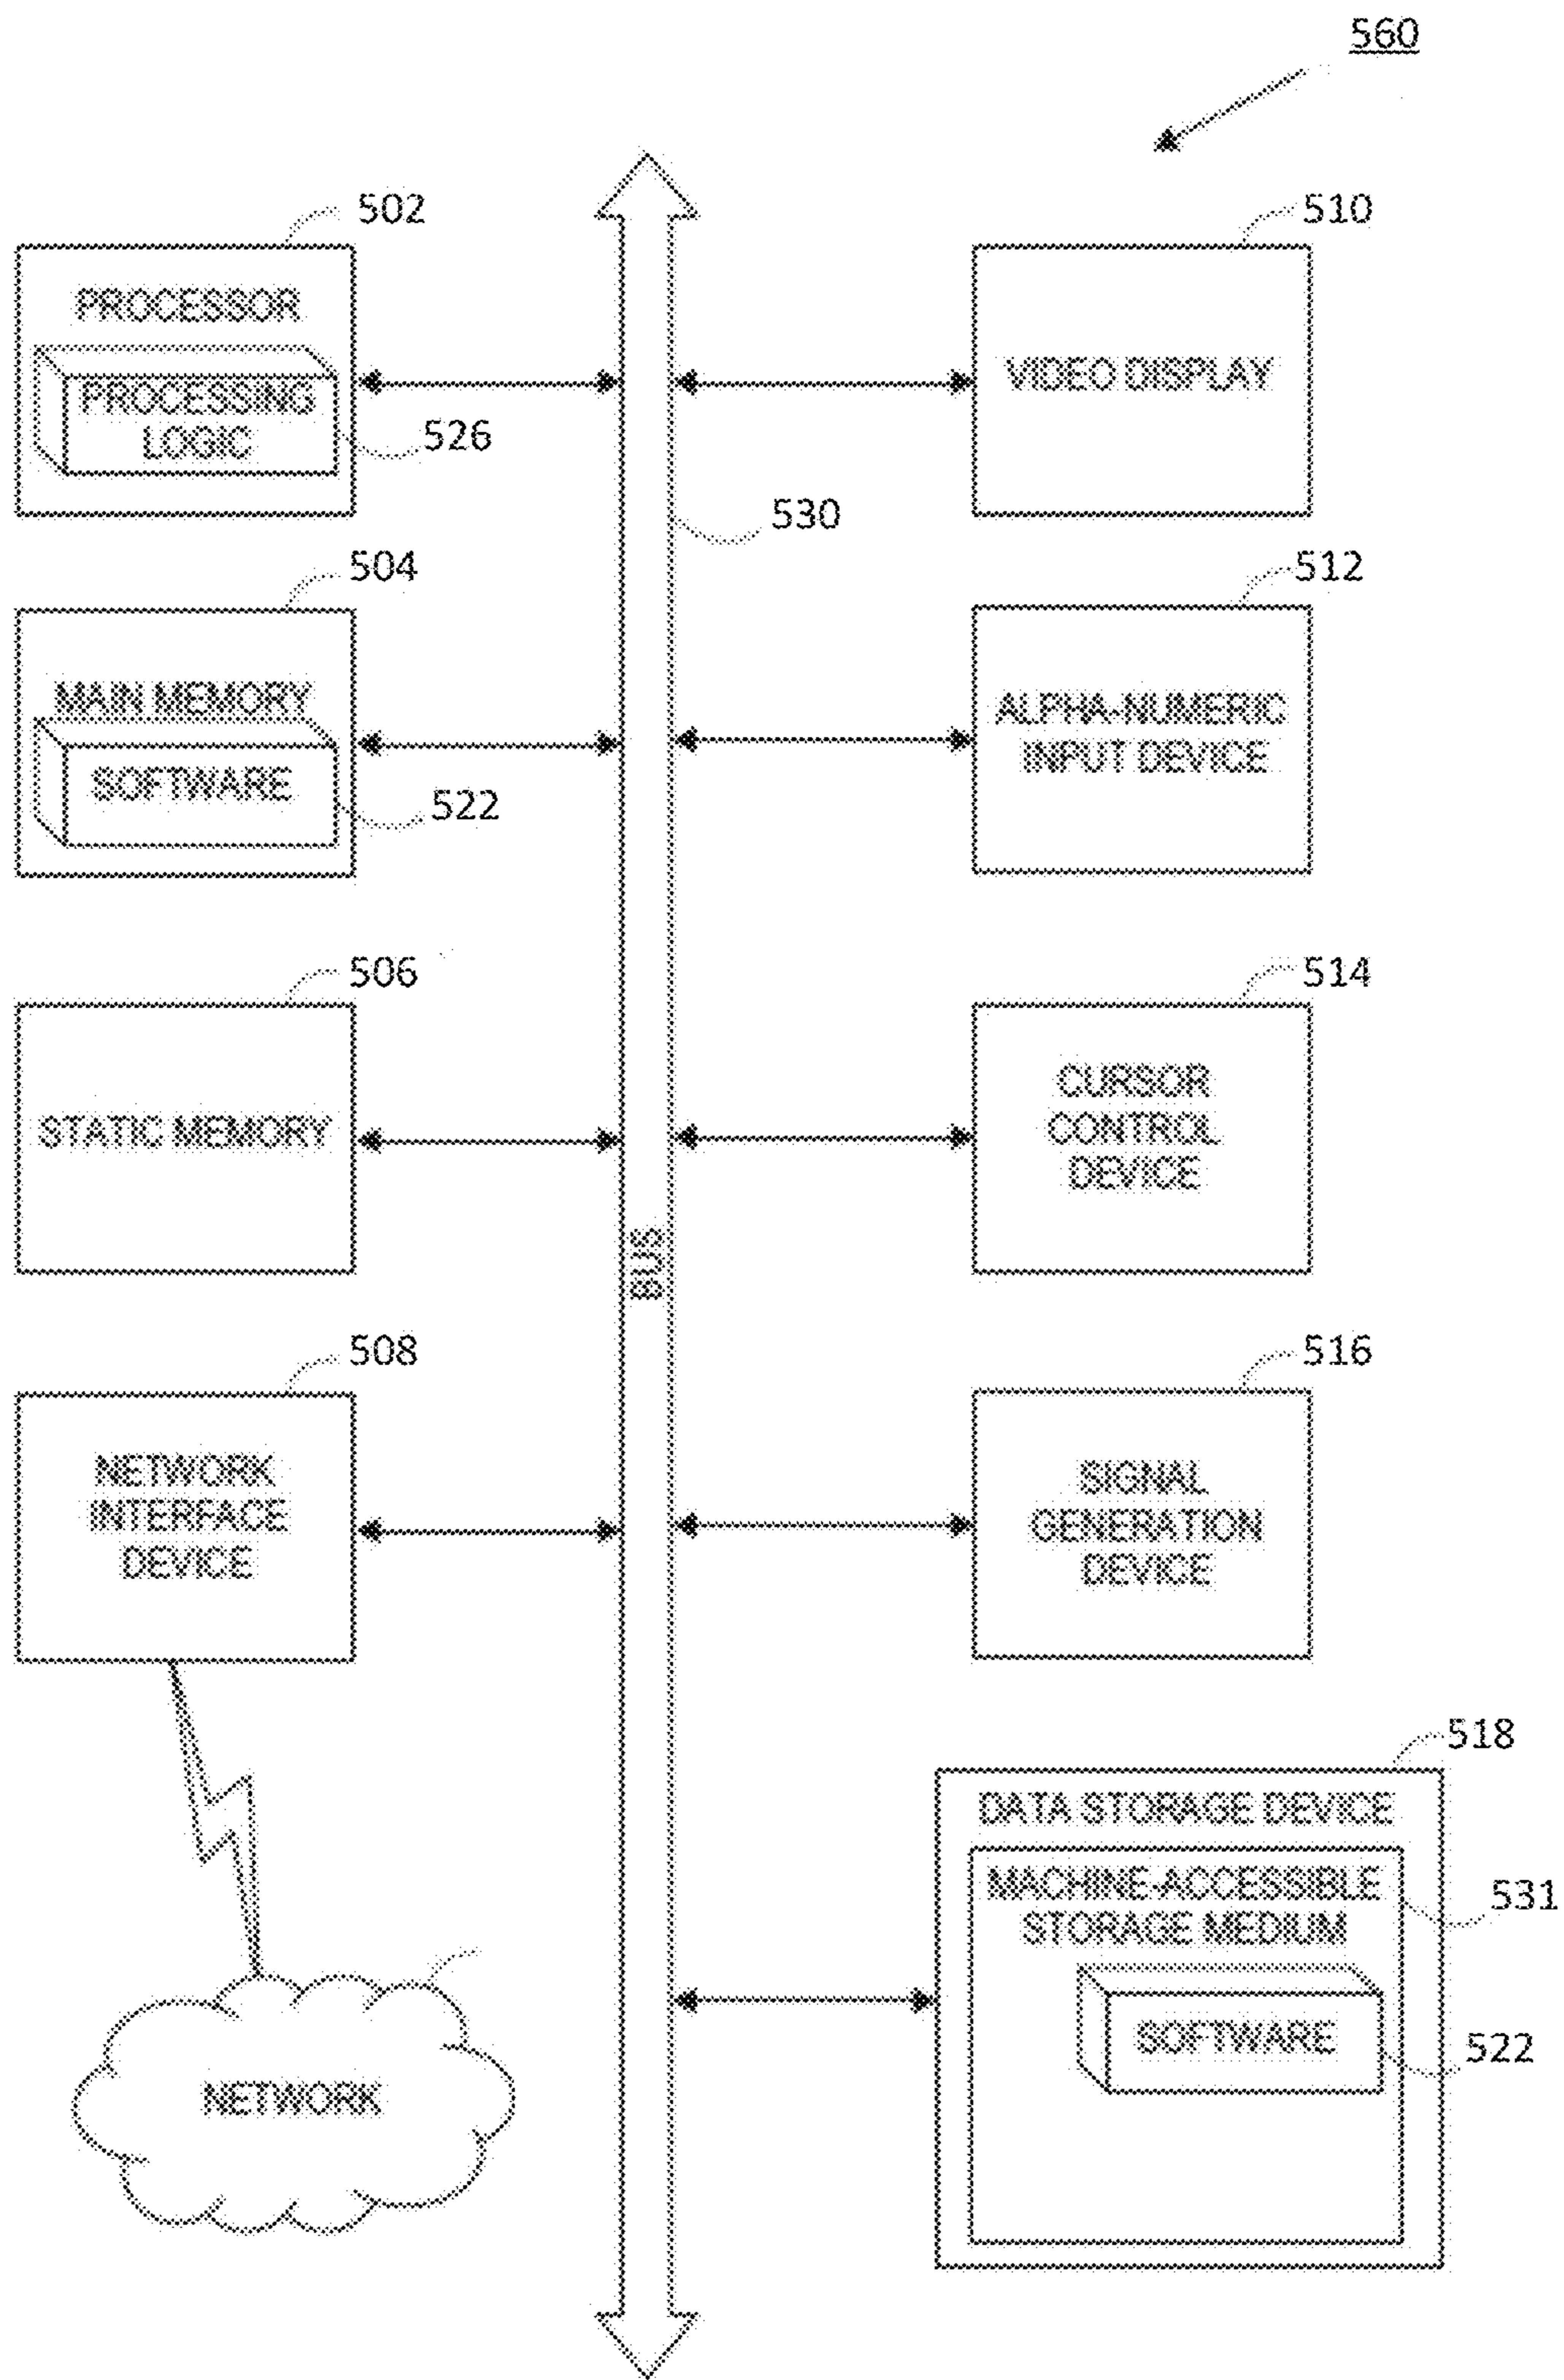 560
502
PROCESSOR
PROCESSING
LOGIC
526
510
VIDEO DISPLAY
530
504
MAIN MEMORY
SOFTWARE
522
512
ALPHA-NUMERIC
INPUT DEVICE
506
STATIC MEMORY
514
CURSOR
CONTROL
DEVICE
BUS
508
NETWORK
INTERFACE
DEVICE
516
SIGNAL
GENERATION
DEVICE
518
DATA STORAGE DEVICE
MACHINE-ACCESSIBLE
STORAGE MEDIUM
531
SOFTWARE
522
NETWORK